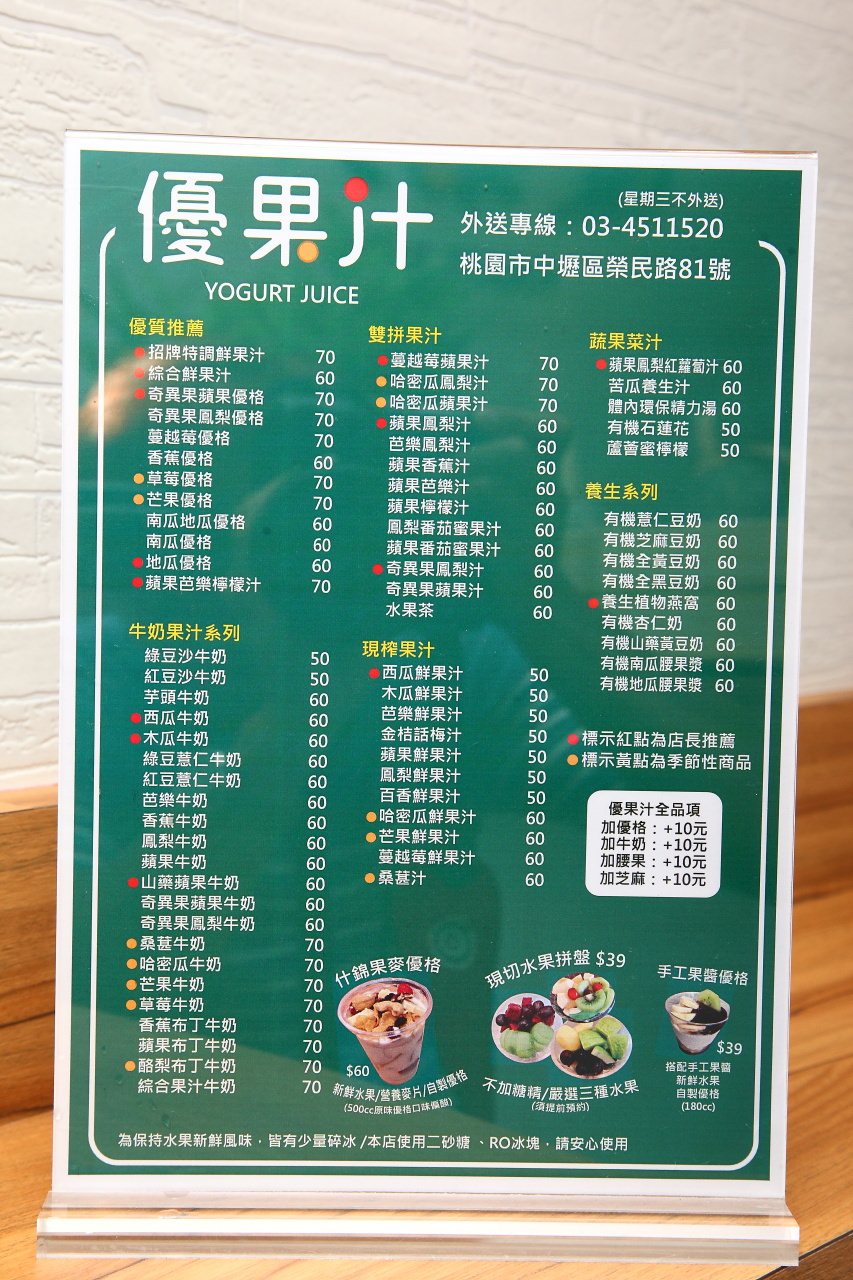 優果汁
YOGURT JUICE
(星期三不外送)
外送專線：03-4511520
桃園市中壢區榮民路81號
優質推薦
招牌特調鮮果汁 70
綜合鮮果汁 60
奇異果蘋果優格 70
奇異果鳳梨優格 70
蔓越莓優格 70
香蕉優格 60
草莓優格 70
芒果優格 70
南瓜地瓜優格 60
南瓜優格 60
地瓜優格 60
蘋果芭樂檸檬汁 70
牛奶果汁系列
綠豆沙牛奶 50
紅豆沙牛奶 50
芋頭牛奶 60
西瓜牛奶 60
木瓜牛奶 60
綠豆薏仁牛奶 60
紅豆薏仁牛奶 60
芭樂牛奶 60
香蕉牛奶 60
鳳梨牛奶 60
蘋果牛奶 60
山藥蘋果牛奶 60
奇異果蘋果牛奶 60
奇異果鳳梨牛奶 60
桑葚牛奶 70
哈密瓜牛奶 70
芒果牛奶 70
草莓牛奶 70
香蕉布丁牛奶 70
蘋果布丁牛奶 70
酪梨布丁牛奶 70
綜合果汁牛奶 70
雙拼果汁
蔓越莓蘋果汁 70
哈密瓜鳳梨汁 70
哈密瓜蘋果汁 70
蘋果鳳梨汁 60
芭樂鳳梨汁 60
蘋果香蕉汁 60
蘋果芭樂汁 60
蘋果檸檬汁 60
鳳梨番茄蜜果汁 60
蘋果番茄蜜果汁 60
奇異果鳳梨汁 60
奇異果蘋果汁 60
水果茶 60
現榨果汁
西瓜鮮果汁 50
木瓜鮮果汁 50
芭樂鮮果汁 50
金桔話梅汁 50
蘋果鮮果汁 50
鳳梨鮮果汁 50
百香鮮果汁 50
哈密瓜鮮果汁 60
芒果鮮果汁 60
蔓越莓鮮果汁 60
桑葚汁 60
蔬果菜汁
蘋果鳳梨紅蘿蔔汁 60
苦瓜養生汁 60
體內環保精力湯 60
有機石蓮花 50
蘆薈蜜檸檬 50
養生系列
有機薏仁豆奶 60
有機芝麻豆奶 60
有機全黃豆奶 60
有機全黑豆奶 60
養生植物燕窩 60
有機杏仁奶 60
有機山藥黃豆奶 60
有機南瓜腰果漿 60
有機地瓜腰果漿 60
標示紅點為店長推薦
標示黃點為季節性商品
優果汁全品項
加優格：+10元
加牛奶：+10元
加腰果：+10元
加芝麻：+10元
什錦果麥優格
$60
新鮮水果/營養麥片/自製優格
(500cc原味優格口味偏酸)
現切水果拼盤 $39
不加糖精/嚴選三種水果
(須提前預約)
手工果醬優格
$39
搭配手工果醬
新鮮水果
自製優格
(180cc)
為保持水果新鮮風味，皆有少量碎冰/本店使用二砂糖、RO冰塊，請安心使用